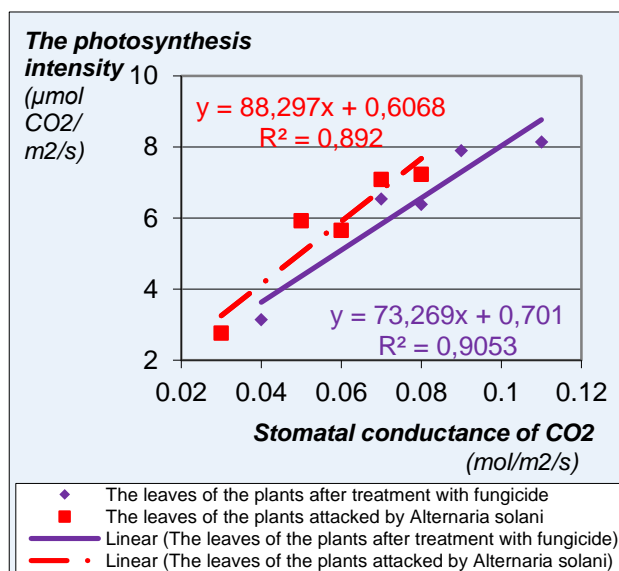 The photosynthesis
intensity
(µmol
CO2/
m2/s)
10
8
6
4
2
y = 88,297x + 0,6068
R² = 0,892
y = 73,269x + 0,701
R² = 0,9053
0.02 0.04 0.06 0.08 0.1 0.12
Stomatal conductance of CO2
(mol/m2/s)
The leaves of the plants after treatment with fungicide
The leaves of the plants attacked by Alternaria solani
Linear (The leaves of the plants after treatment with fungicide)
Linear (The leaves of the plants attacked by Alternaria solani)